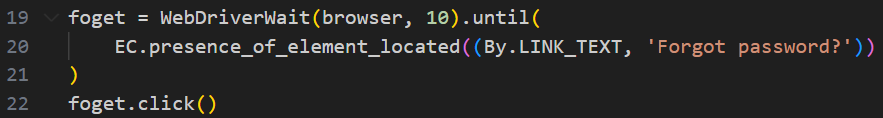 19 foget = WebDriverWait(browser, 10).until(
20     EC.presence_of_element_located((By.LINK_TEXT, 'Forgot password?'))
21 )
22 foget.click()